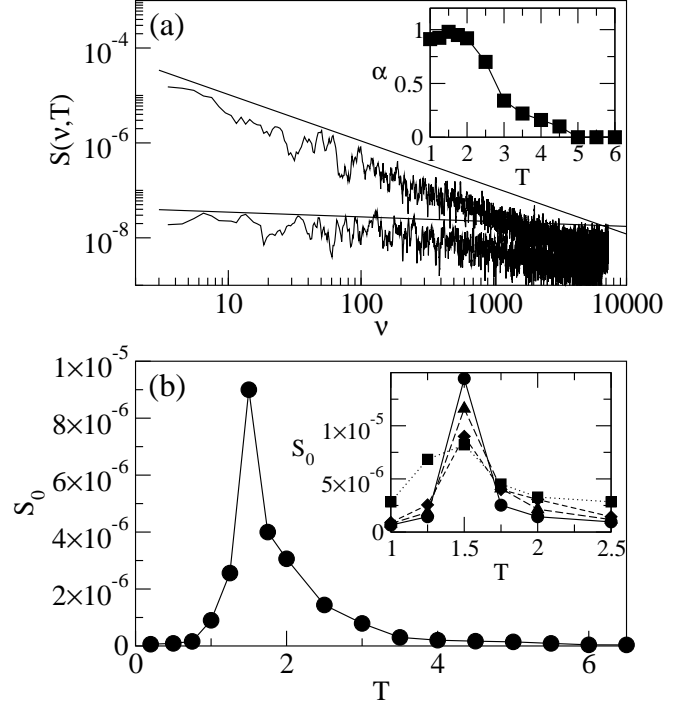 (a)
S(ν,T)
10⁻⁴
10⁻⁶
10⁻⁸
10 100 1000 10000
ν
α
1
0.5
0
1 2 3 4 5 6
T
(b)
S₀
1×10⁻⁵
8×10⁻⁶
6×10⁻⁶
4×10⁻⁶
2×10⁻⁶
0
0 2 4 6
T
S₀
1×10⁻⁵
5×10⁻⁶
0
1 1.5 2 2.5
T